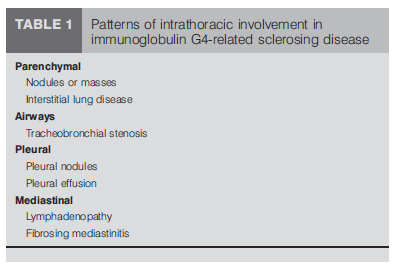 TABLE 1
Patterns of intrathoracic involvement in
immunoglobulin G4-related sclerosing disease
Parenchymal
Nodules or masses
Interstitial lung disease
Airways
Tracheobronchial stenosis
Pleural
Pleural nodules
Pleural effusion
Mediastinal
Lymphadenopathy
Fibrosing mediastinitis